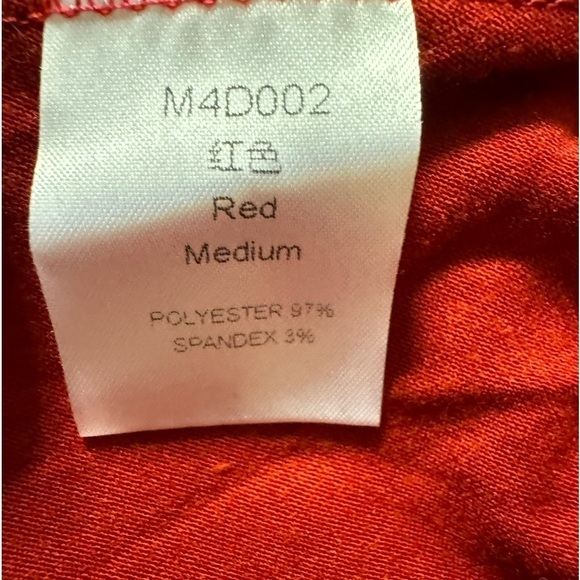 M4D002
红色
Red
Medium
POLYESTER 97%
SPANDEX 3%